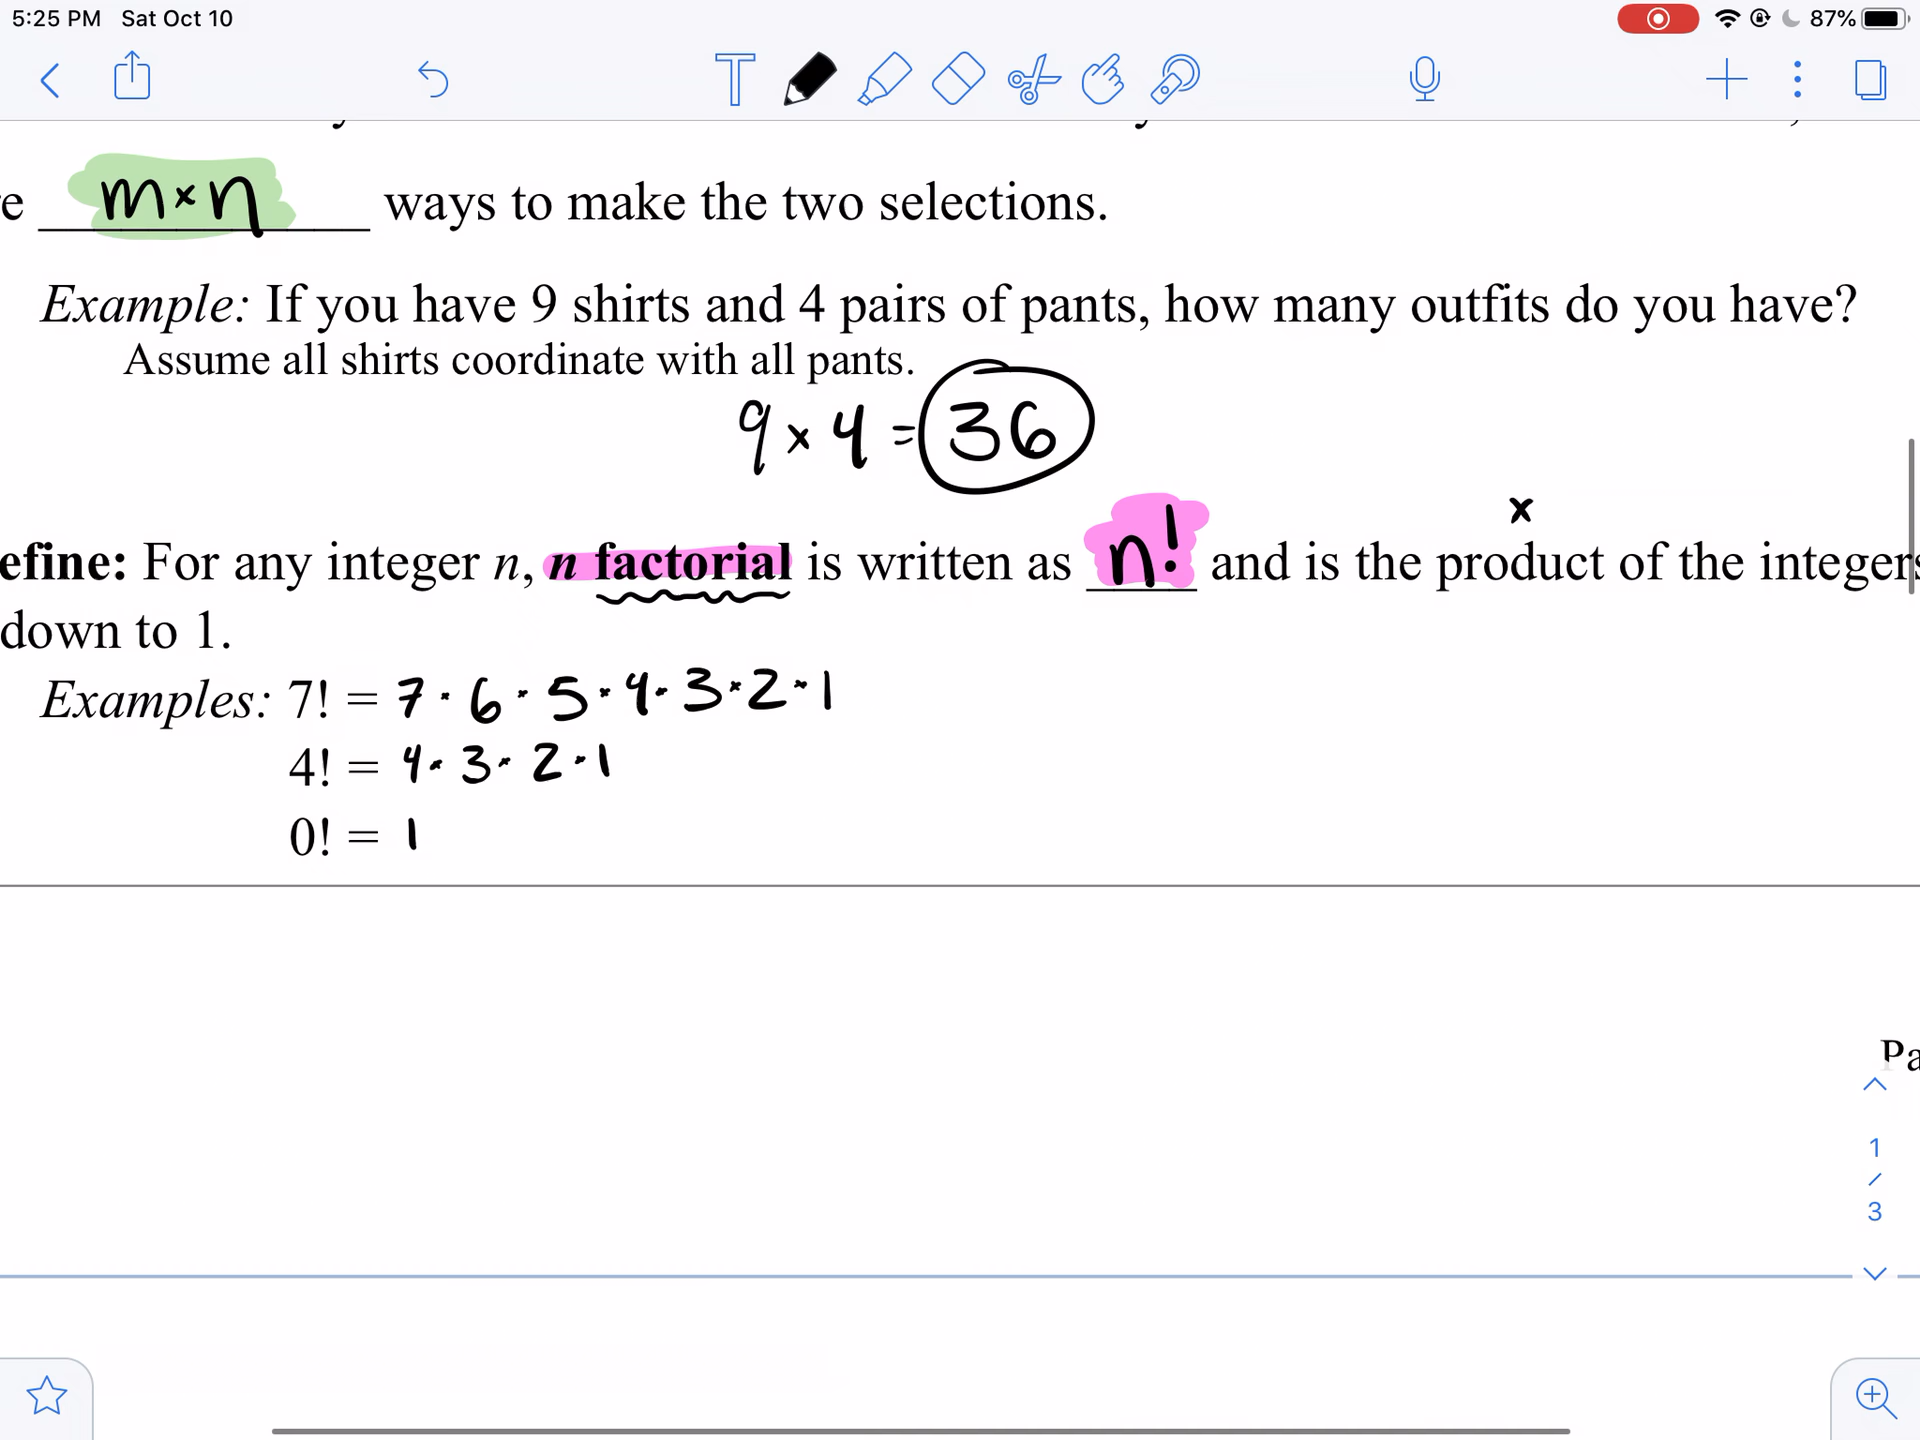 5:25 PM Sat Oct 10 87%
e m×n ways to make the two selections.
Example: If you have 9 shirts and 4 pairs of pants, how many outfits do you have?
Assume all shirts coordinate with all pants.
9 × 4 = 36
x
efine: For any integer n, n factorial is written as n! and is the product of the integers
down to 1.
Examples: 7! = 7 · 6 · 5 · 4 · 3 · 2 · 1
4! = 4 · 3 · 2 · 1
0! = 1
Pa
1
/
3